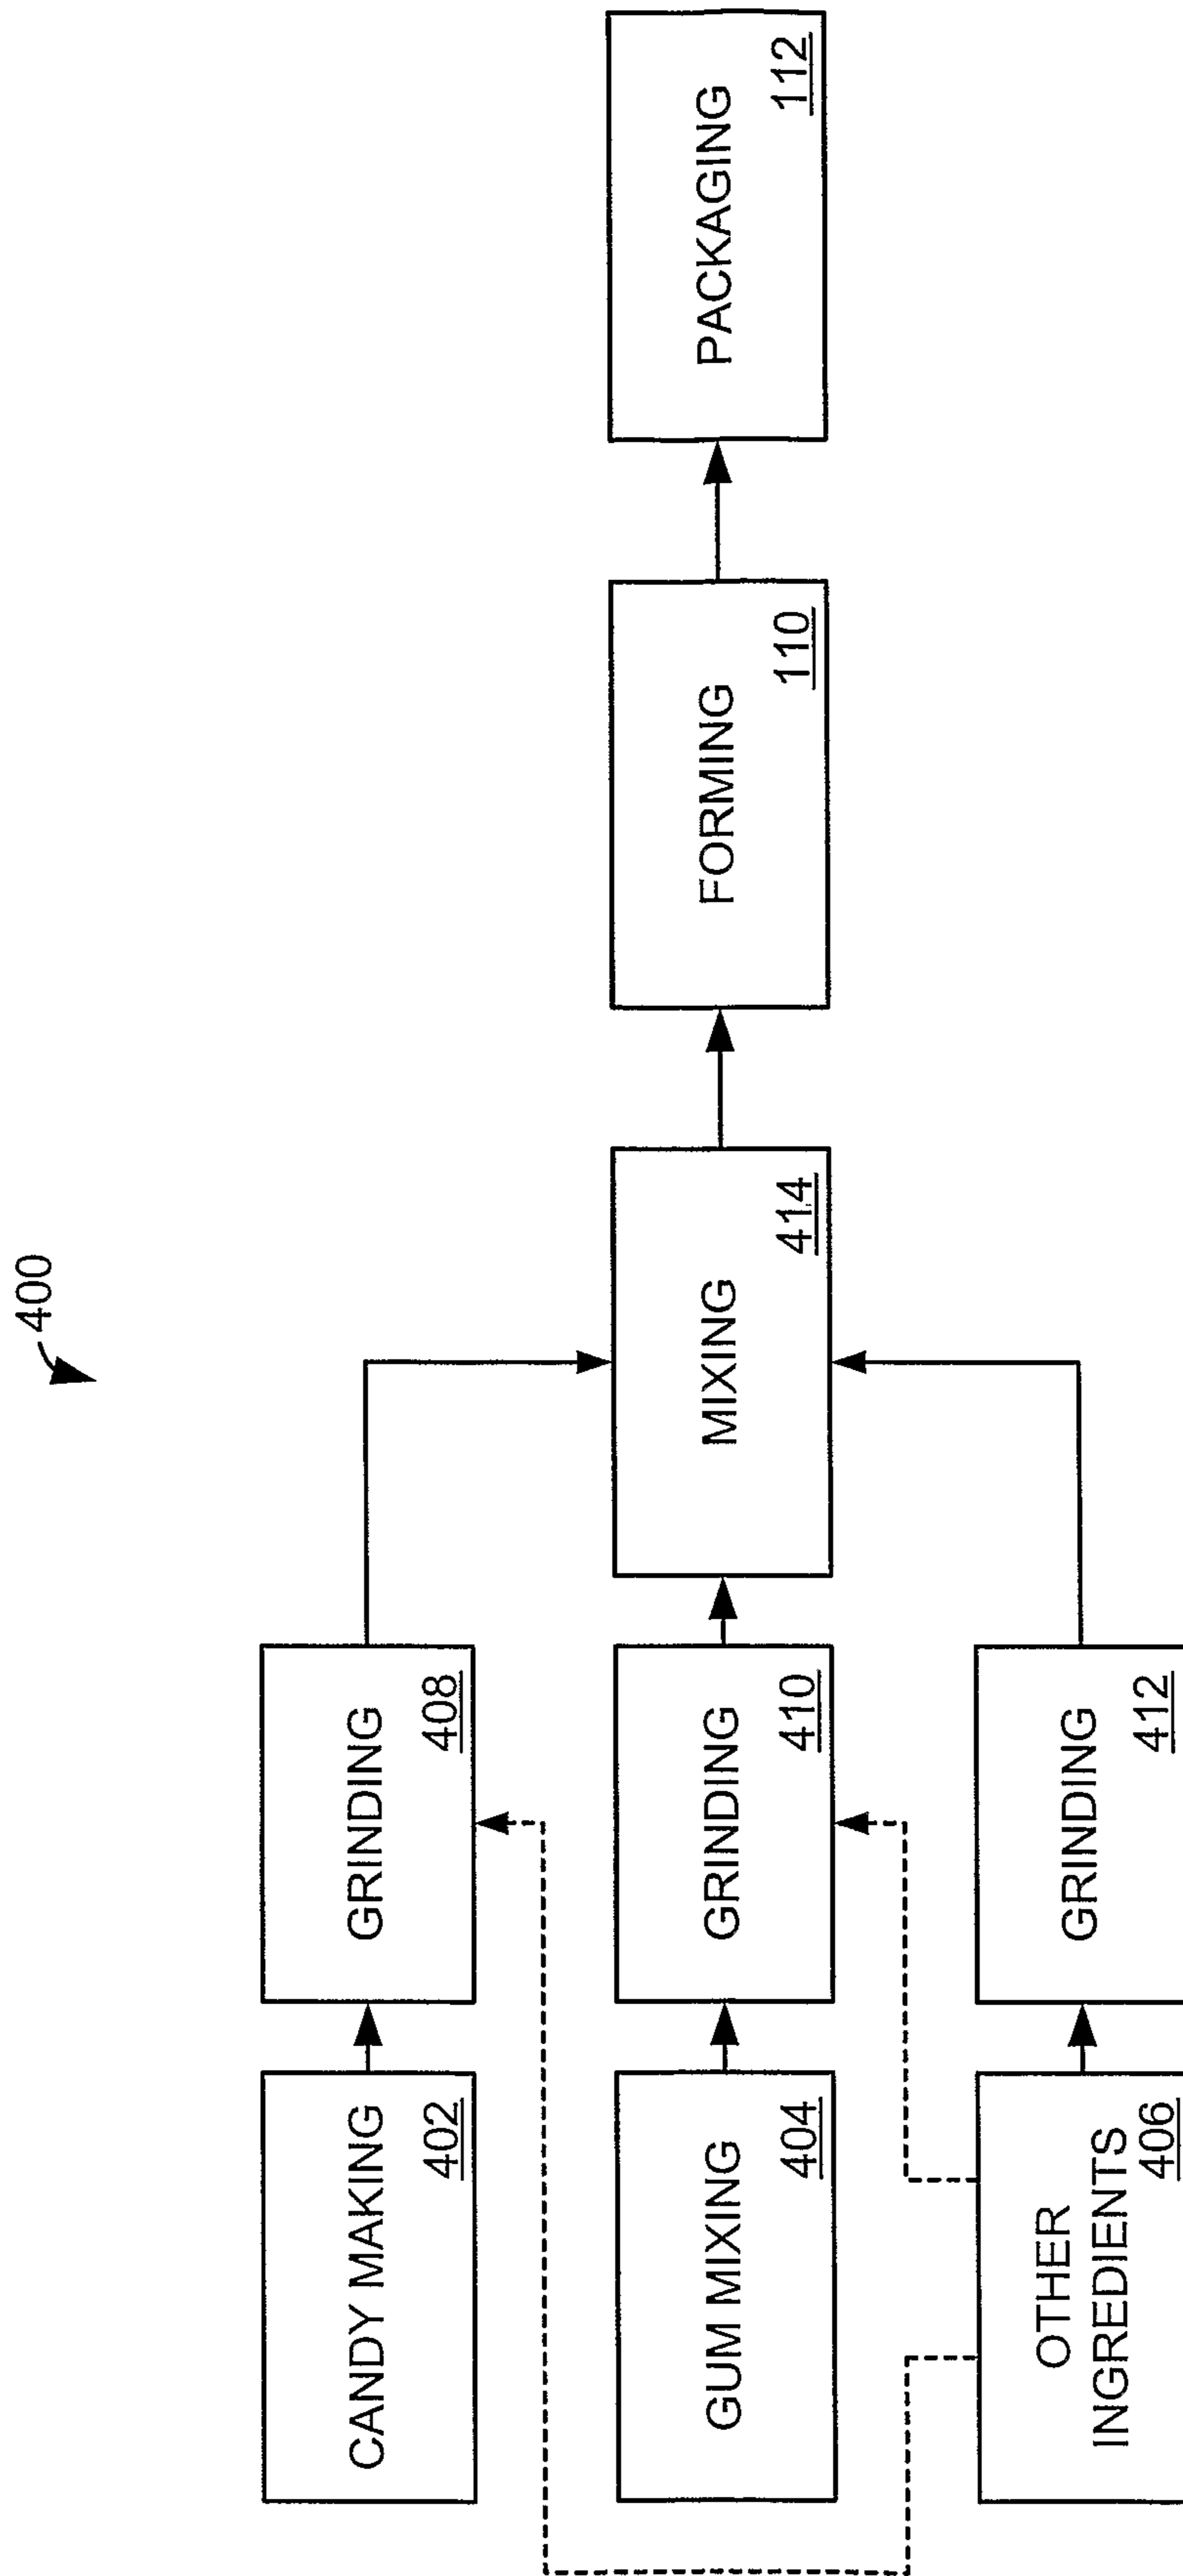 400
CANDY MAKING
402
GRINDING
408
GUM MIXING
404
GRINDING
410
OTHER
INGREDIENTS
406
GRINDING
412
MIXING
414
FORMING
110
PACKAGING
112